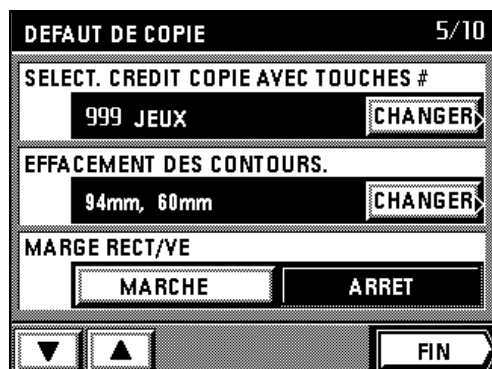 DEFAUT DE COPIE 5/10
SELECT. CREDIT COPIE AVEC TOUCHES #
999 JEUX CHANGER
EFFACEMENT DES CONTOURS.
94mm, 60mm CHANGER
MARGE RECT/VE
MARCHE ARRET
FIN